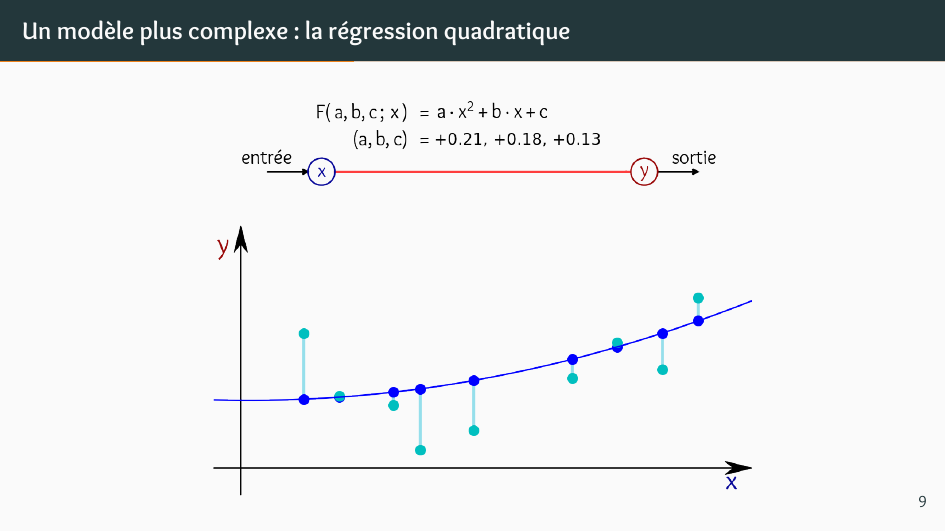 Un modèle plus complexe : la régression quadratique
F(a,b,c; x) = a · x² + b · x + c
(a,b,c) = +0.21, +0.18, +0.13
entrée x y sortie
y
x
9